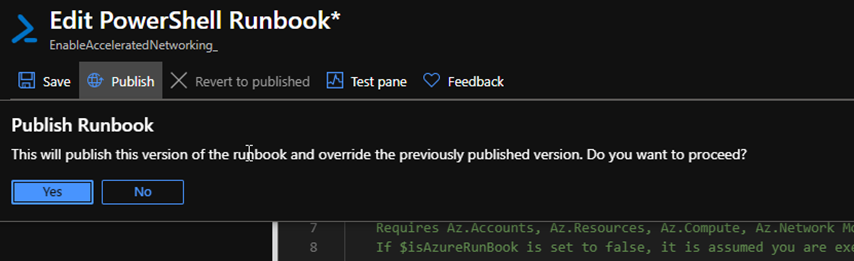 Edit PowerShell Runbook*
EnableAcceleratedNetworking_
Save Publish Revert to published Test pane Feedback
Publish Runbook
This will publish this version of the runbook and override the previously published version. Do you want to proceed?
Yes No
7 Requires Az.Accounts, Az.Resources, Az.Compute, Az.Network
8 If $isAzureRunBook is set to false, it is assumed you are